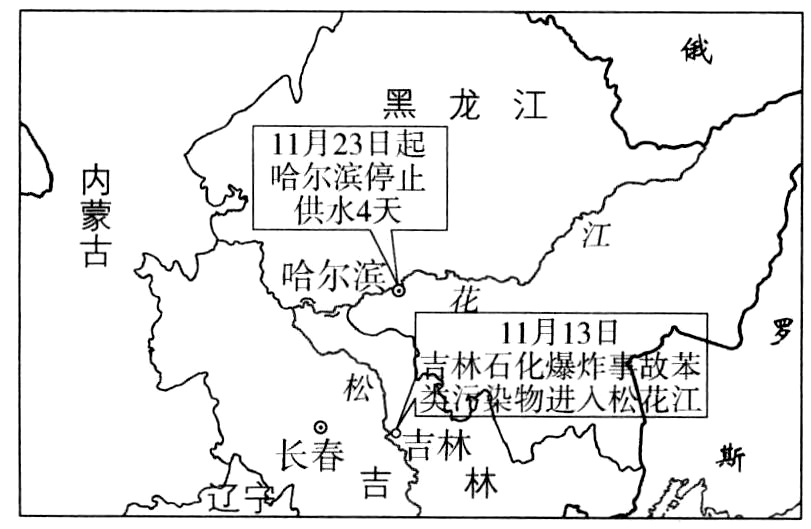 俄
黑龙江
11月23日起
哈尔滨停止
供水4天
内蒙古
江
哈尔滨
花
11月13日
吉林石化爆炸事故苯
类污染物进入松花江
罗
松
长春
吉林
斯
辽宁
吉林